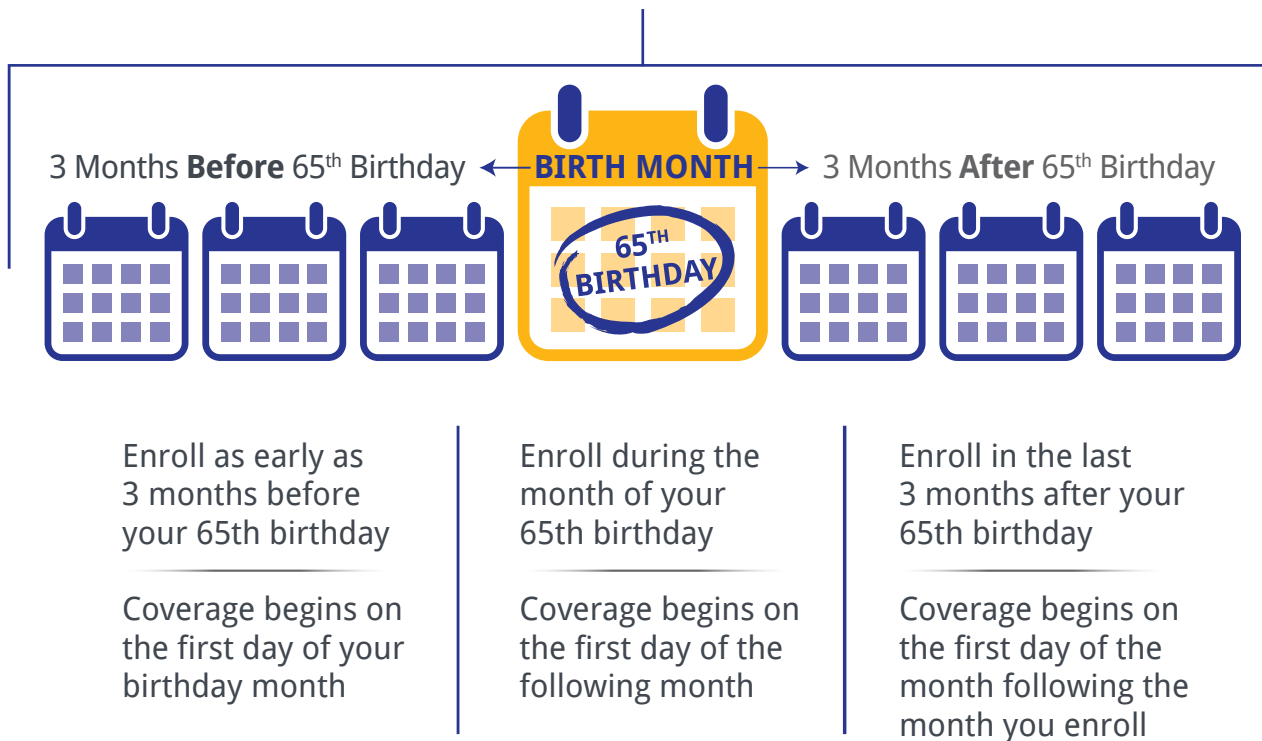 3 Months Before 65th Birthday
BIRTH MONTH
3 Months After 65th Birthday
65TH
BIRTHDAY
Enroll as early as
3 months before
your 65th birthday
Coverage begins on
the first day of your
birthday month
Enroll during the
month of your
65th birthday
Coverage begins on
the first day of the
following month
Enroll in the last
3 months after your
65th birthday
Coverage begins on
the first day of the
month following the
month you enroll